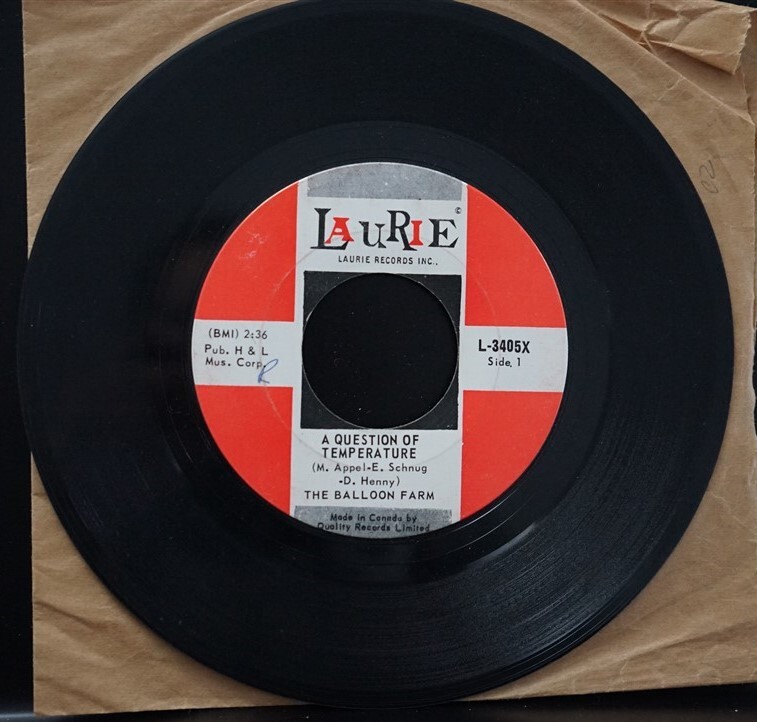 LAURIE ©
LAURIE RECORDS INC..
(BMI) 2:36
Pub. H & L
Mus. Corp.
R
L-3405X
Side. 1
A QUESTION OF
TEMPERATURE
(M. Appel-E. Schnug
-D. Henny)
THE BALLOON FARM
Made in Canada by
Quality Records Limited